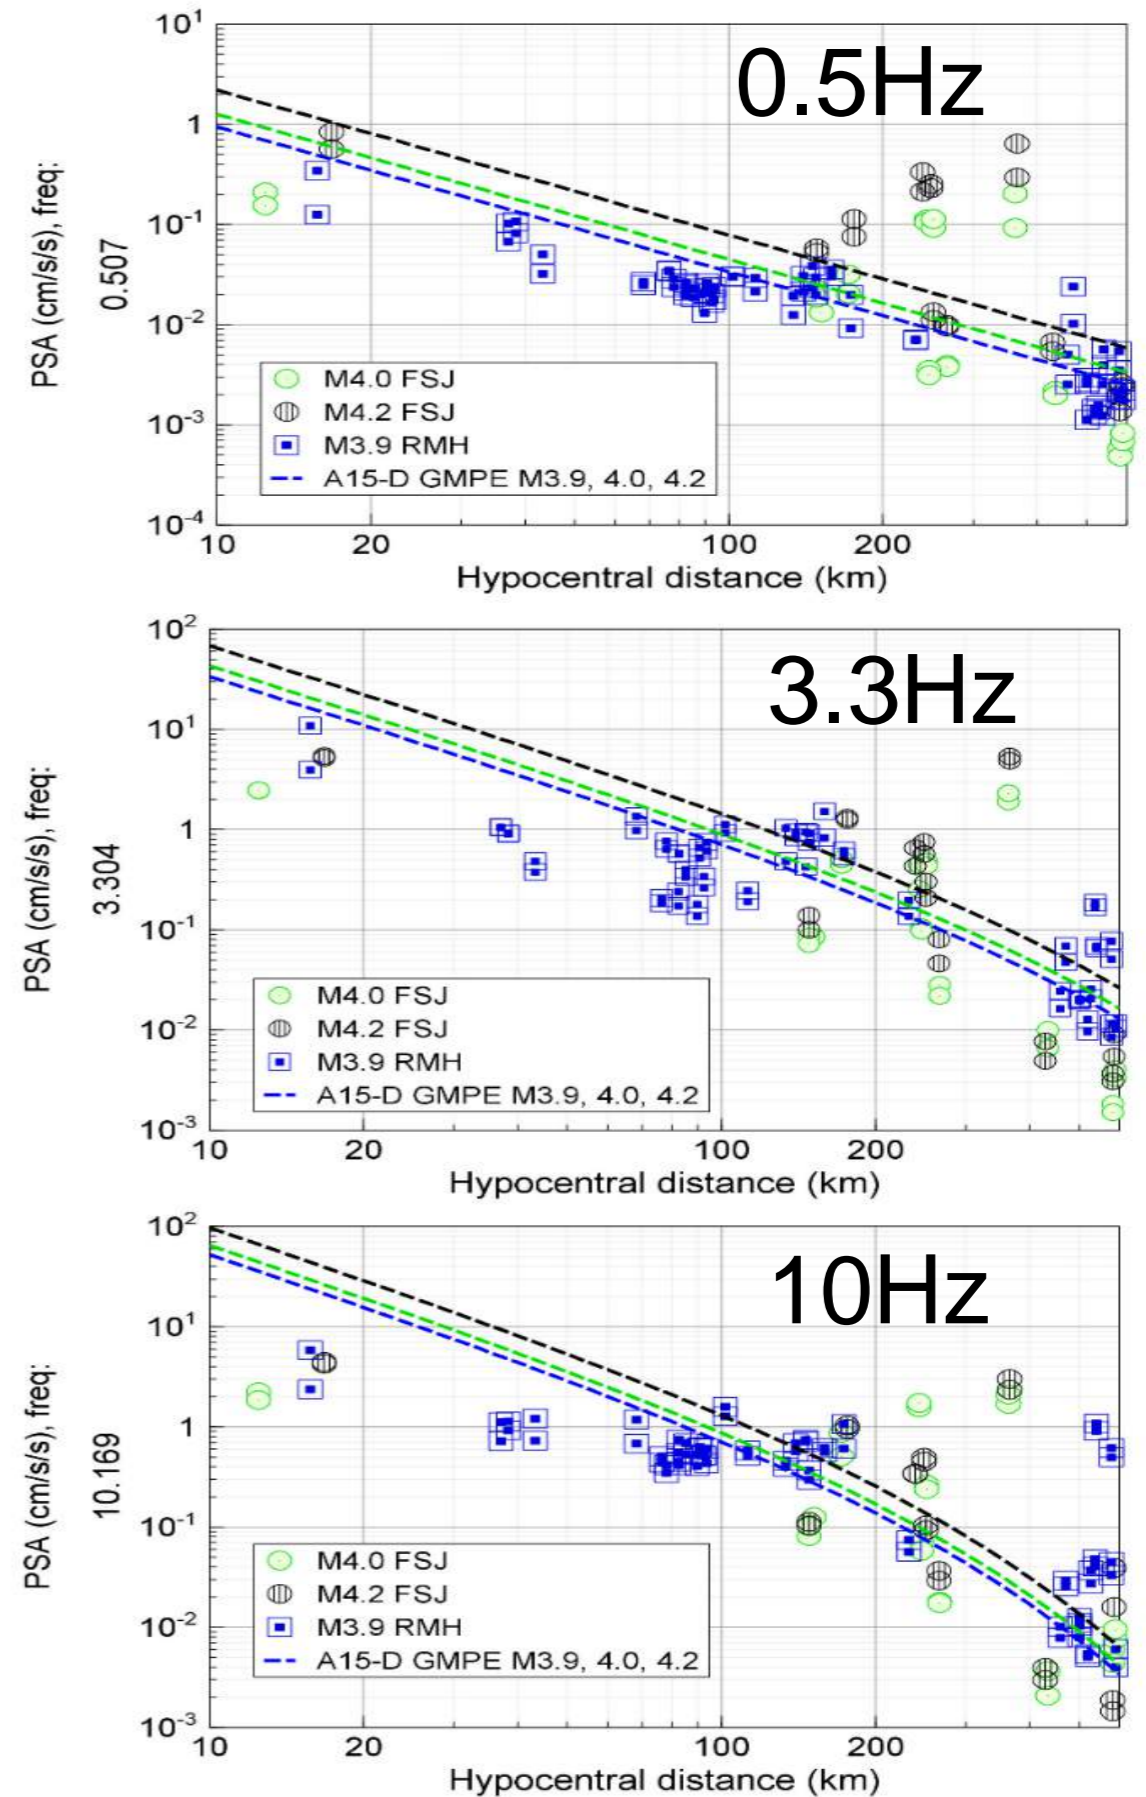 10¹
1
10⁻¹
10⁻²
10⁻³
10⁻⁴
PSA (cm/s/s), freq:
0.507
0.5Hz
M4.0 FSJ
M4.2 FSJ
M3.9 RMH
A15-D GMPE M3.9, 4.0, 4.2
10 20 100 200
Hypocentral distance (km)
10²
10¹
1
10⁻¹
10⁻²
10⁻³
PSA (cm/s/s), freq:
3.304
3.3Hz
M4.0 FSJ
M4.2 FSJ
M3.9 RMH
A15-D GMPE M3.9, 4.0, 4.2
10 20 100 200
Hypocentral distance (km)
10²
10¹
1
10⁻¹
10⁻²
10⁻³
PSA (cm/s/s), freq:
10.169
10Hz
M4.0 FSJ
M4.2 FSJ
M3.9 RMH
A15-D GMPE M3.9, 4.0, 4.2
10 20 100 200
Hypocentral distance (km)